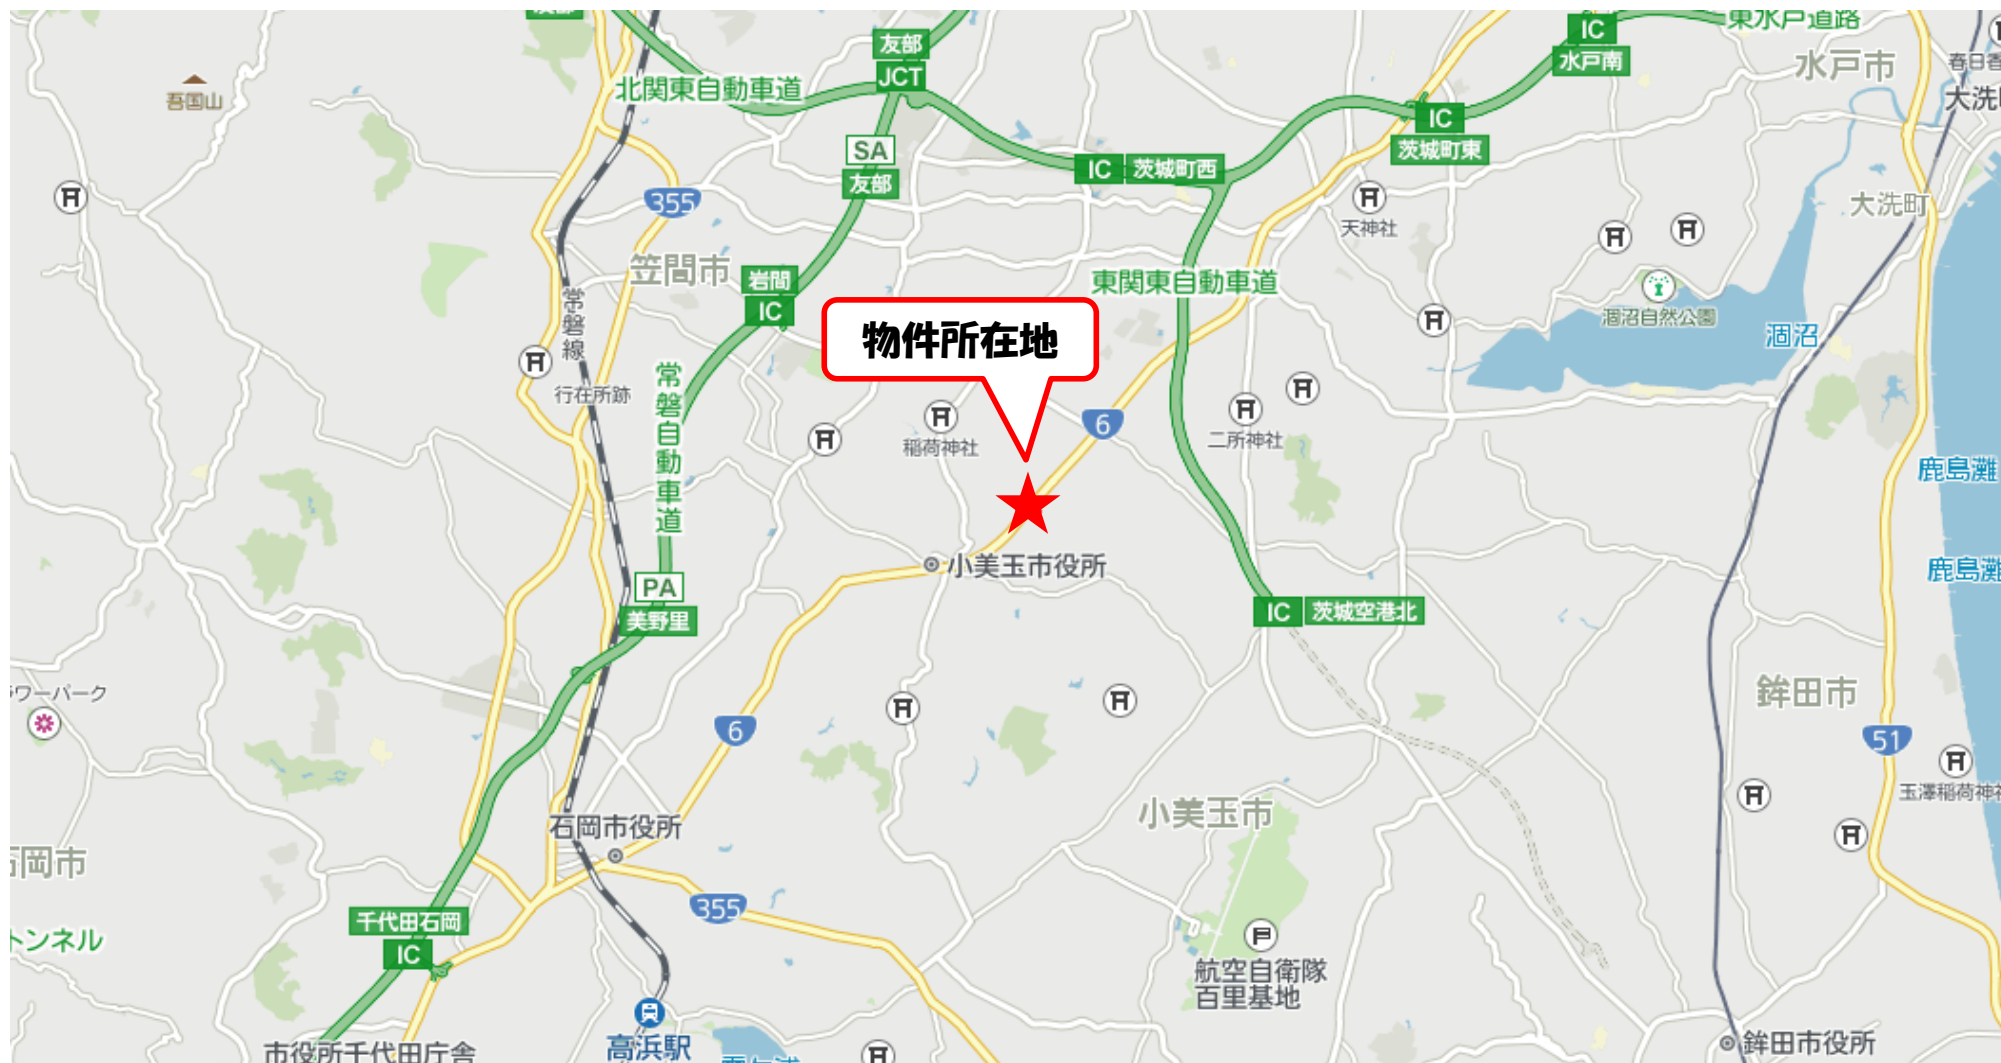 東水戸道路
友部
JCT
IC
水戸南
水戸市
北関東自動車道
吾国山
大洗
IC
茨城町東
SA
友部
IC 茨城町西
355
天神社
大洗町
笠間市
岩間
IC
東関東自動車道
涸沼自然公園
涸沼
常磐線
物件所在地
行在所跡
常磐自動車道
6
稲荷神社
二所神社
鹿島灘
小美玉市役所
鹿島灘
PA
美野里
IC 茨城空港北
ワーパーク
鉾田市
6
51
玉澤稲荷神社
小美玉市
石岡市役所
岡市
355
千代田石岡
IC
トンネル
航空自衛隊
百里基地
高浜駅
市役所千代田庁舎
鉾田市役所